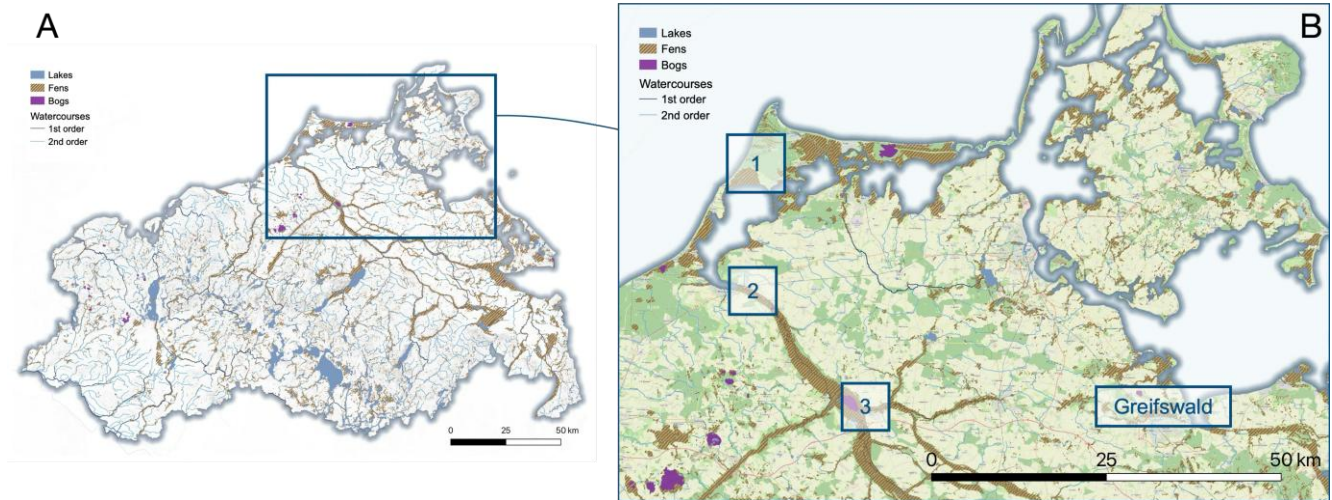 A
Lakes
Fens
Bogs
Watercourses
1st order
2nd order
0 25 50 km
B
Lakes
Fens
Bogs
Watercourses
1st order
2nd order
1
2
3
Greifswald
0 25 50 km